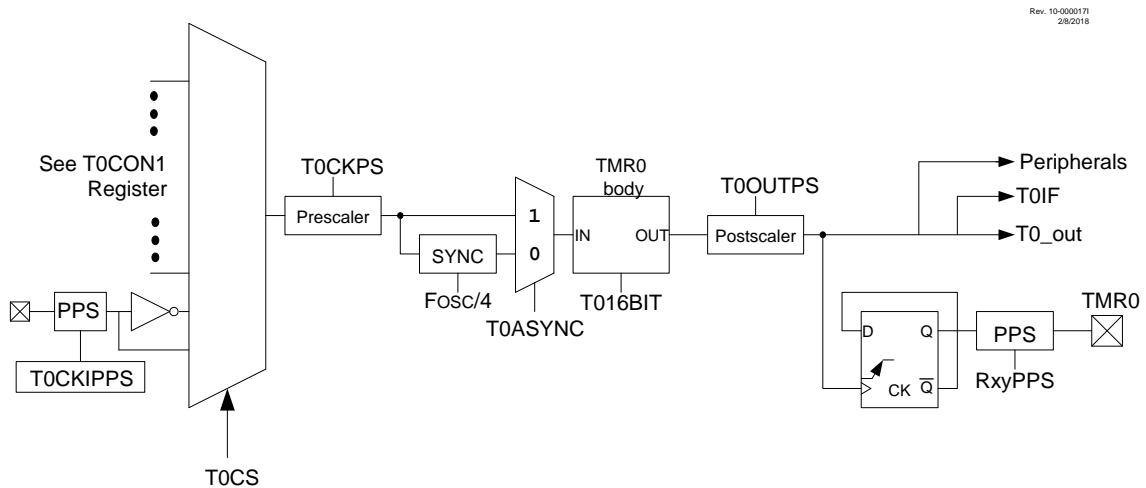 Rev. 10-000017I
2/8/2018
See T0CON1
Register
PPS
T0CKIPPS
T0CS
T0CKPS
Prescaler
SYNC
FOSC/4
1
0
T0ASYNC
TMR0
body
IN
OUT
T016BIT
T0OUTPS
Postscaler
Peripherals
T0IF
T0_out
D
Q
CK
Q
PPS
RxyPPS
TMR0